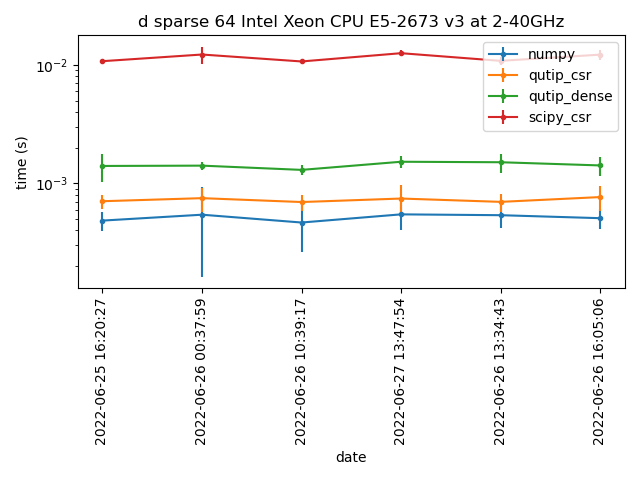 d sparse 64 Intel Xeon CPU E5-2673 v3 at 2-40GHz
time (s)
10⁻²
10⁻³
numpy
qutip_csr
qutip_dense
scipy_csr
2022-06-25 16:20:27
2022-06-26 00:37:59
2022-06-26 10:39:17
2022-06-27 13:47:54
2022-06-26 13:34:43
2022-06-26 16:05:06
date